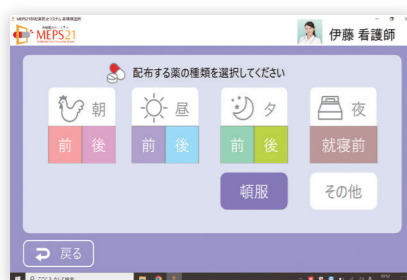 MEPS21
伊藤 看護師
配布する薬の種類を選択してください
朝 昼 夕 夜
前 後 前 後 前 後 就寝前
頓服 その他
戻る